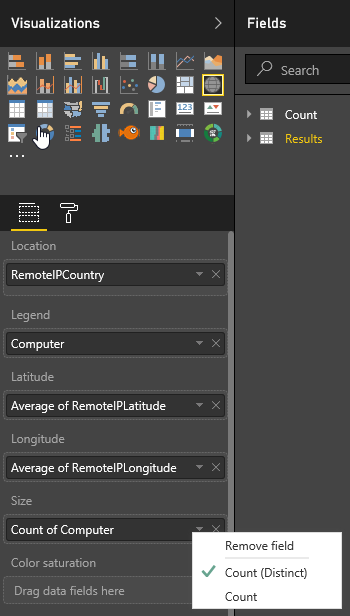 Visualizations
Fields
Search
Count
Results
123
...
Location
RemoteIPCountry
Legend
Computer
Latitude
Average of RemoteIPLatitude
Longitude
Average of RemoteIPLongitude
Size
Count of Computer
Color saturation
Drag data fields here
Remove field
Count (Distinct)
Count